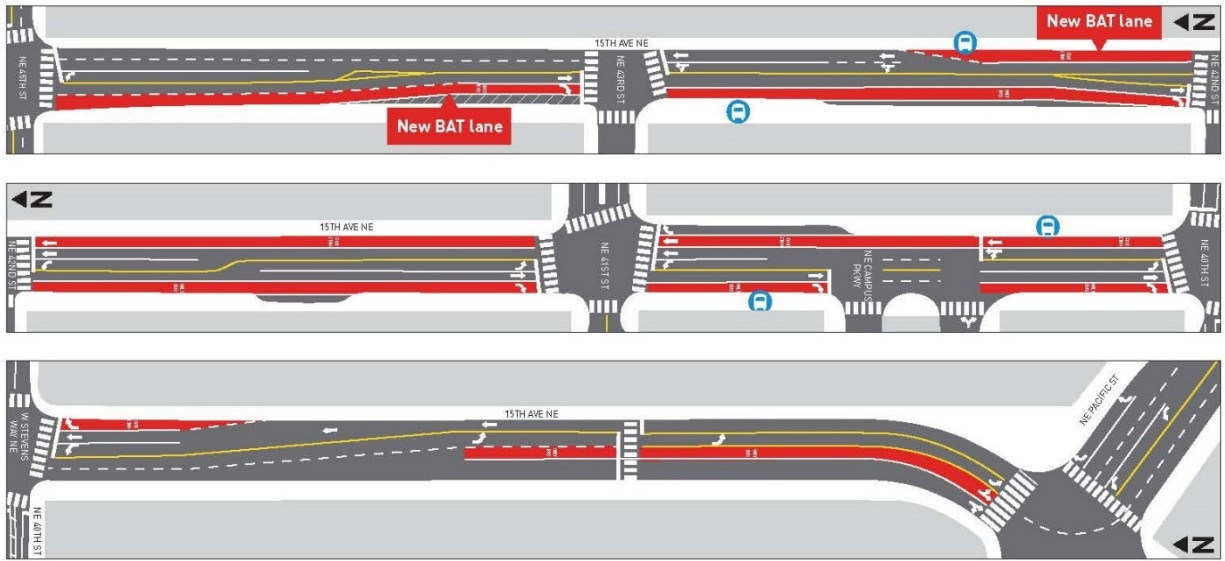 New BAT lane
N
15TH AVE NE
NE 45TH ST
NE 43RD ST
NE 42ND ST
New BAT lane
N
15TH AVE NE
NE 42ND ST
NE 41ST ST
NE CAMPUS
PKWY
NE 40TH ST
15TH AVE NE
NE PACIFIC ST
W STEVENS
WAY NE
NE 40TH ST
N